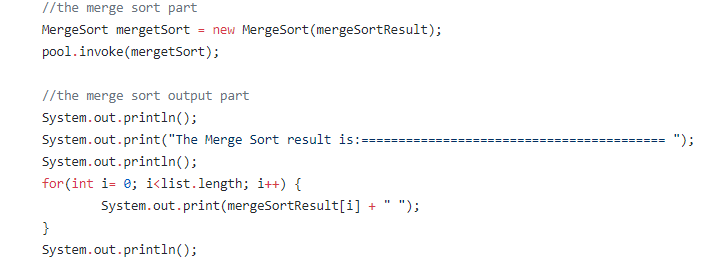 //the merge sort part
MergeSort mergetSort = new MergeSort(mergeSortResult);
pool.invoke(mergetSort);
//the merge sort output part
System.out.println();
System.out.print("The Merge Sort result is:========================================= ");
System.out.println();
for(int i= 0; i<list.length; i++) {
System.out.print(mergeSortResult[i] + " ");
}
System.out.println();